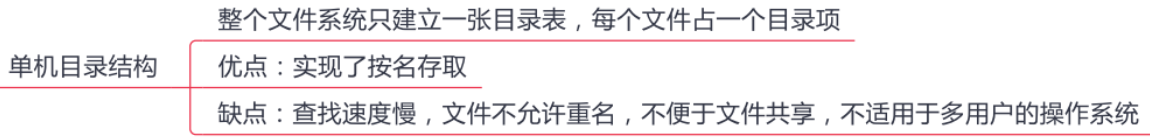 整个文件系统只建立一张目录表，每个文件占一个目录项
单机目录结构
优点：实现了按名存取
缺点：查找速度慢，文件不允许重名，不便于文件共享，不适用于多用户的操作系统